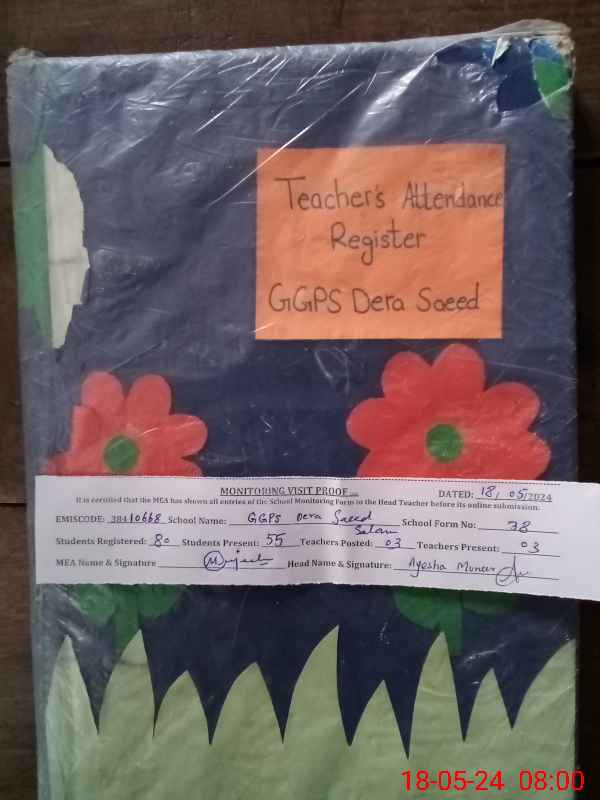 Teacher's Attendance
Register
GGPS Dera Saeed
MONITORING VISIT PROOF... DATED: 18, 05/2024
It is certified that the MEA has shown all entries of the School Monitoring Form to the Head Teacher before its online submission.
EMISCODE: 38410668 School Name: GGPS Dera Saeed School Form No: 38
Students Registered: 80 Students Present: 55 Teachers Posted: 03 Teachers Present: 03
MEA Name & Signature Head Name & Signature: Ayesha Muneer
18-05-24 08:00